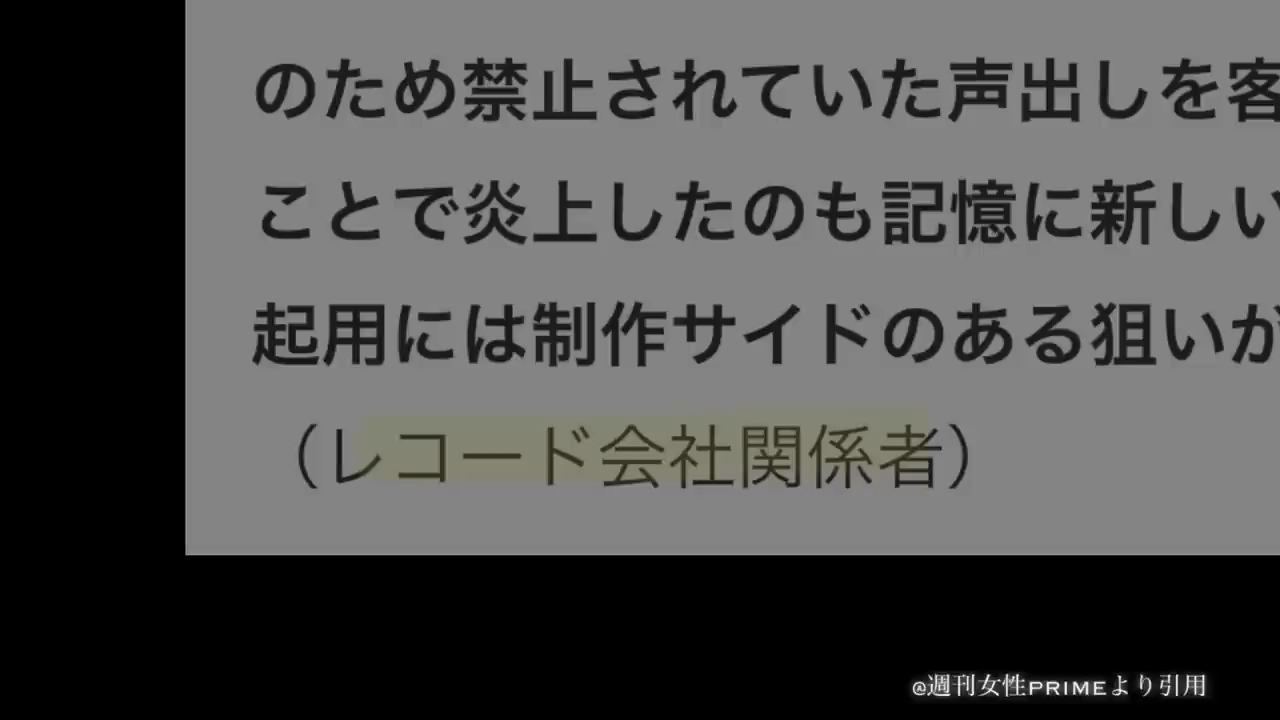 のため禁止されていた声出しを客
ことで炎上したのも記憶に新しい
起用には制作サイドのある狙いが
（レコード会社関係者）
@週刊女性PRIMEより引用